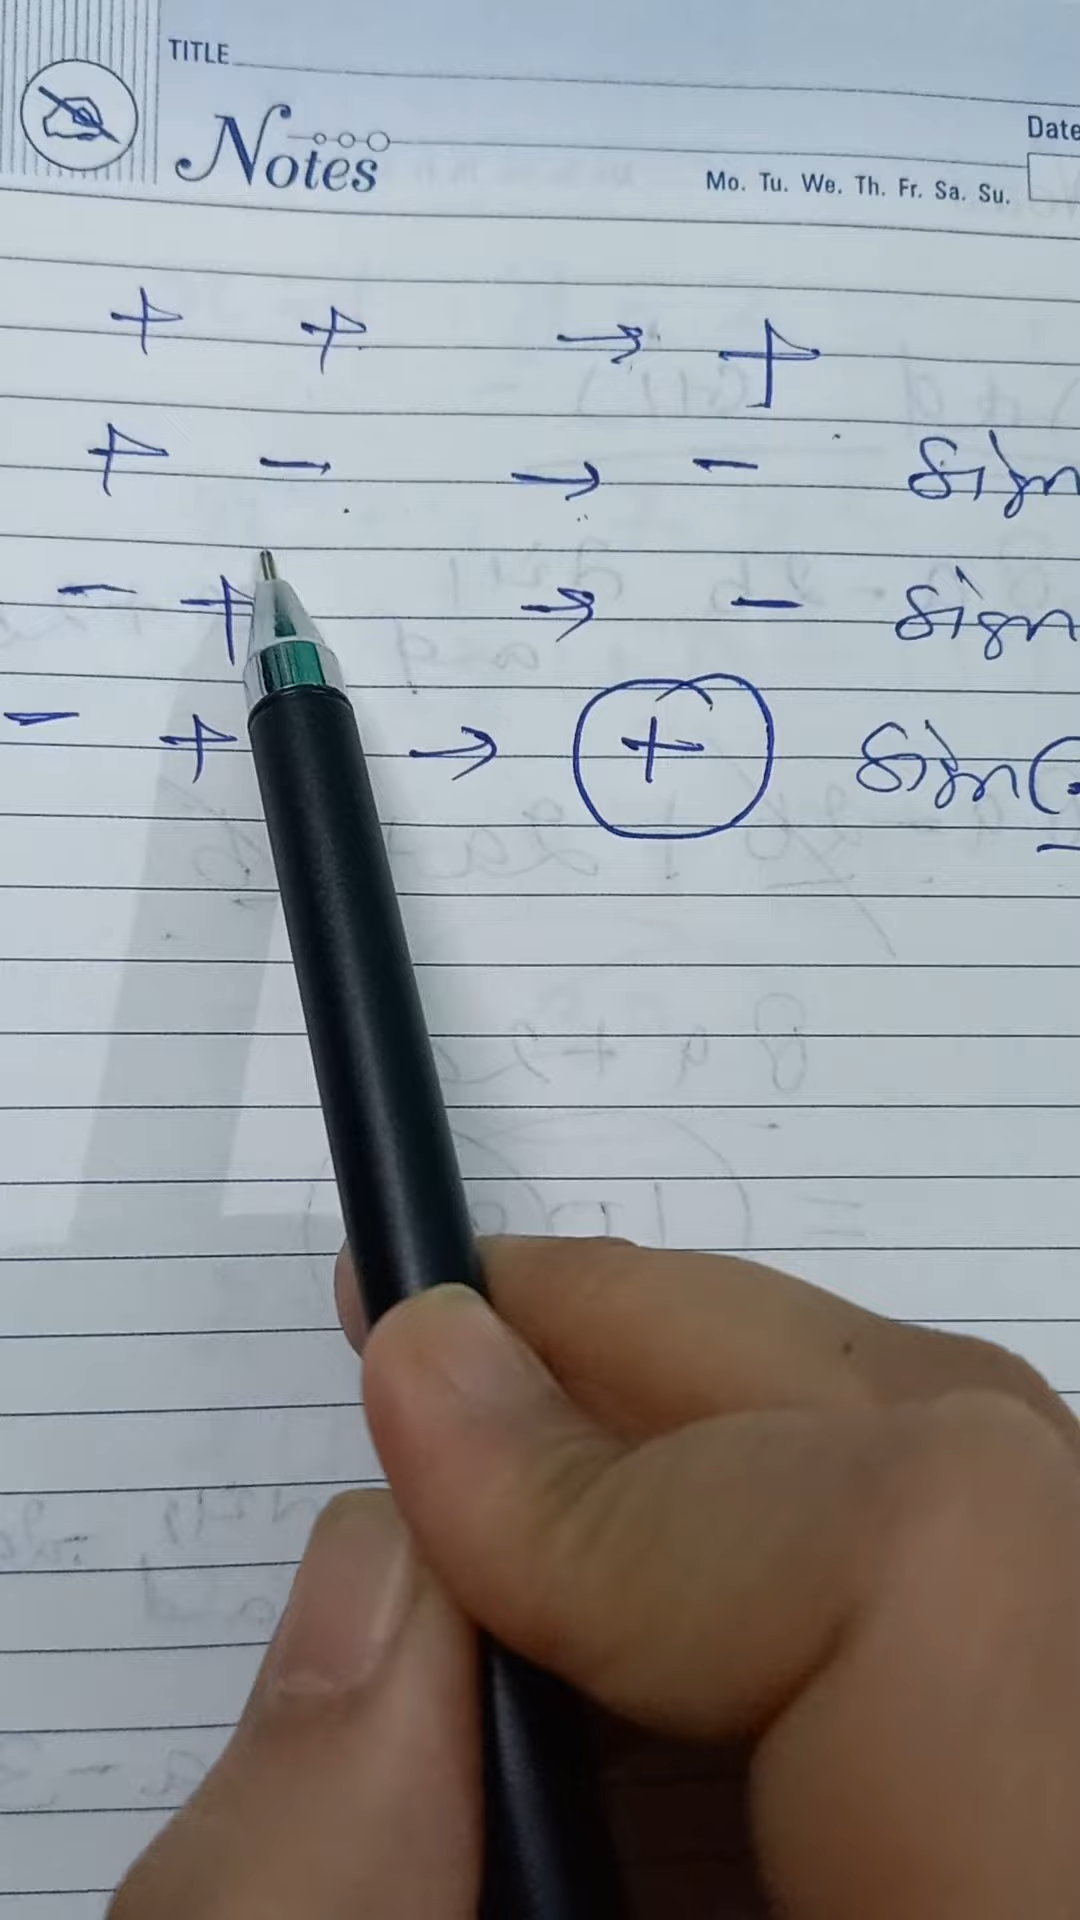 TITLE
Notes
Date
Mo. Tu. We. Th. Fr. Sa. Su.
+ + → +
+ - → - sign
- + → - sign
- + → + sign (